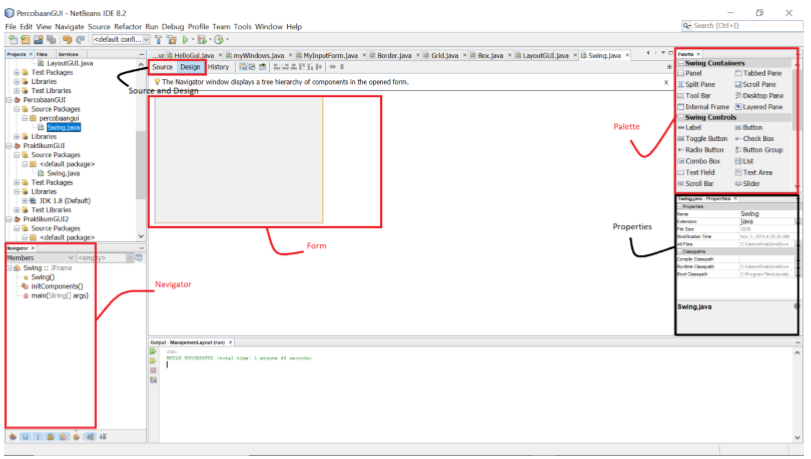 PercobaanGUI - NetBeans IDE 8.2
File Edit View Navigate Source Refactor Run Debug Profile Team Tools Window Help
Search (Ctrl+I)
<default confi...
Projects × Files Services
LayoutGUI.java
Test Packages
Libraries
Test Libraries
PercobaanGUI
Source Packages
percobaangui
Swing.java
Libraries
PraktikumGUI
Source Packages
<default package>
Swing.java
Test Packages
Libraries
JDK 1.8 (Default)
Test Libraries
PraktikumGUI2
Source Packages
<default package>
Navigator ×
Members <empty>
Swing :: JFrame
Swing()
initComponents()
main(String[] args)
...va HelloGui.java × myWindows.java × MyInputForm.java × Border.java × Grid.java × Box.java × LayoutGUI.java × Swing.java ×
Source Design History
The Navigator window displays a tree hierarchy of components in the opened form. x
Source and Design
Form
Navigator
Palette
Properties
Output - ManajemenLayout (run) ×
run:
BUILD SUCCESSFUL (total time: 1 minute 48 seconds)
Palette ×
Swing Containers
Panel Tabbed Pane
Split Pane Scroll Pane
Tool Bar Desktop Pane
Internal Frame Layered Pane
Swing Controls
Label Button
Toggle Button Check Box
Radio Button Button Group
Combo Box List
Text Field Text Area
Scroll Bar Slider
Swing.java - Properties ×
Properties
Name Swing
Extension java
File Size
Modification Time
All Files
Classpaths
Compile Classpath
Runtime Classpath
Boot Classpath
Swing.java